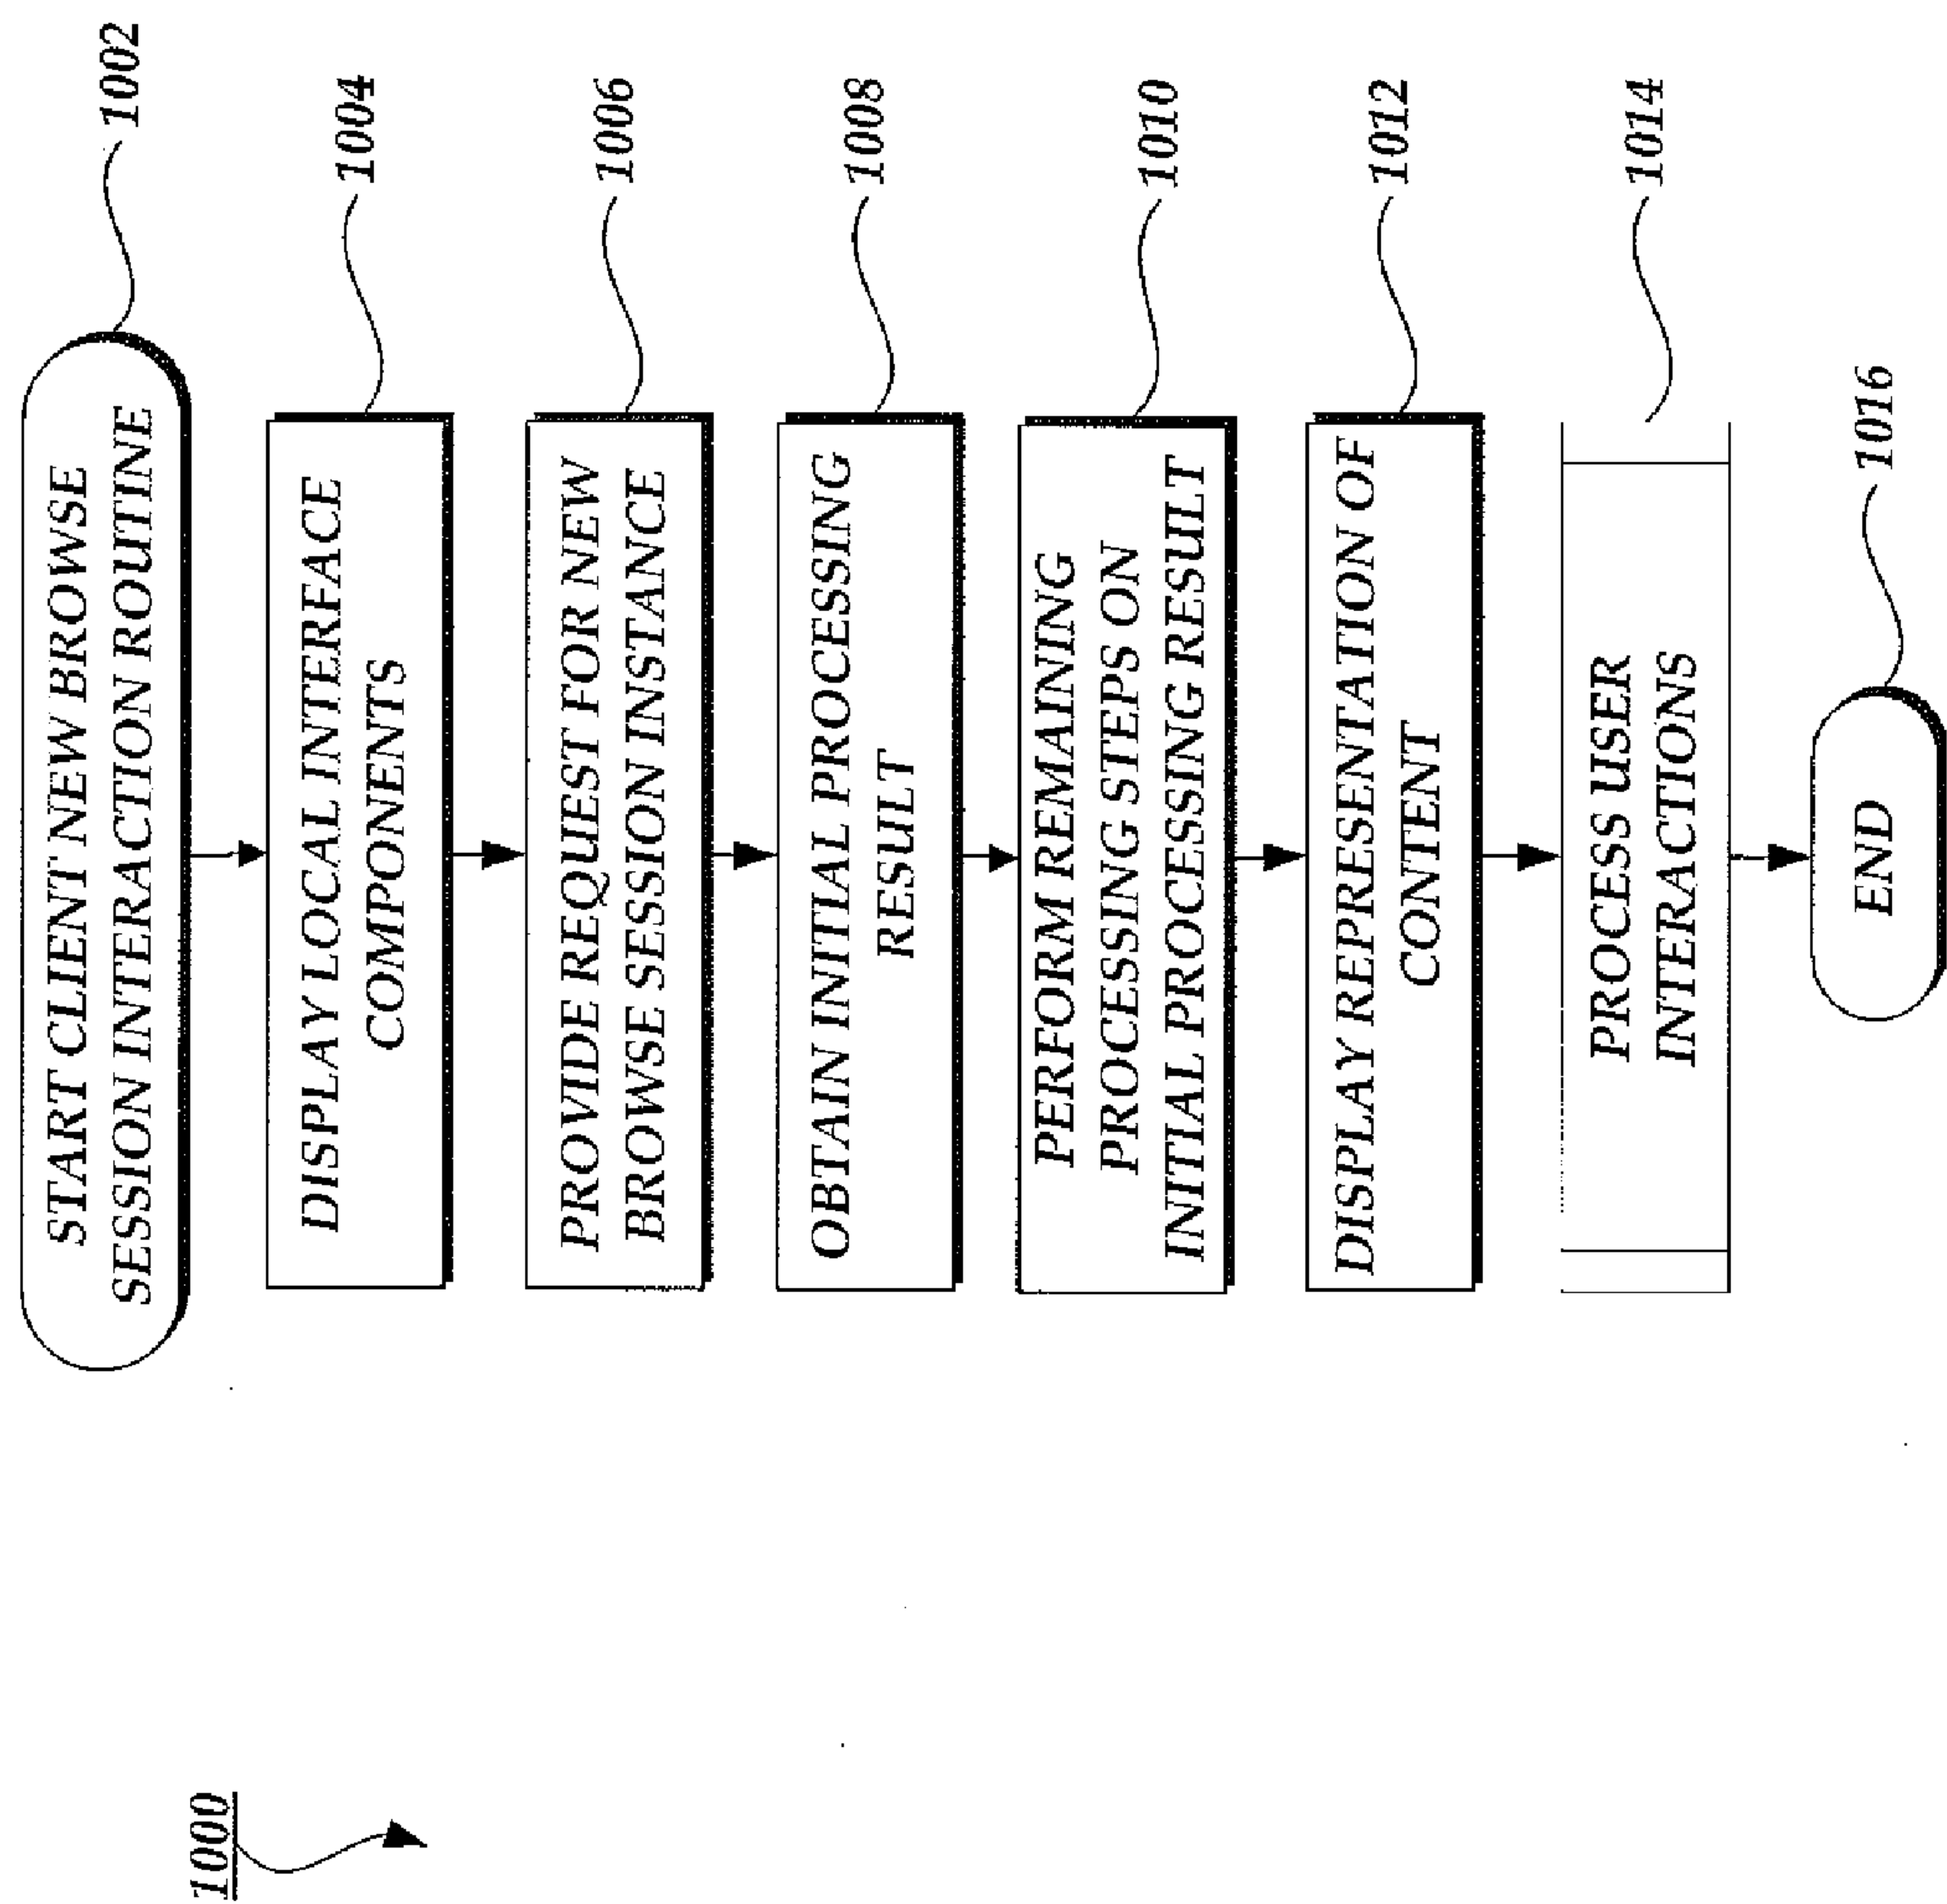 1000
START CLIENT NEW BROWSE
SESSION INTERACTION ROUTINE
1002
DISPLAY LOCAL INTERFACE
COMPONENTS
1004
PROVIDE REQUEST FOR NEW
BROWSE SESSION INSTANCE
1006
OBTAIN INITIAL PROCESSING
RESULT
1008
PERFORM REMAINING
PROCESSING STEPS ON
INITIAL PROCESSING RESULT
1010
DISPLAY REPRESENTATION OF
CONTENT
1012
PROCESS USER
INTERACTIONS
1014
END
1016